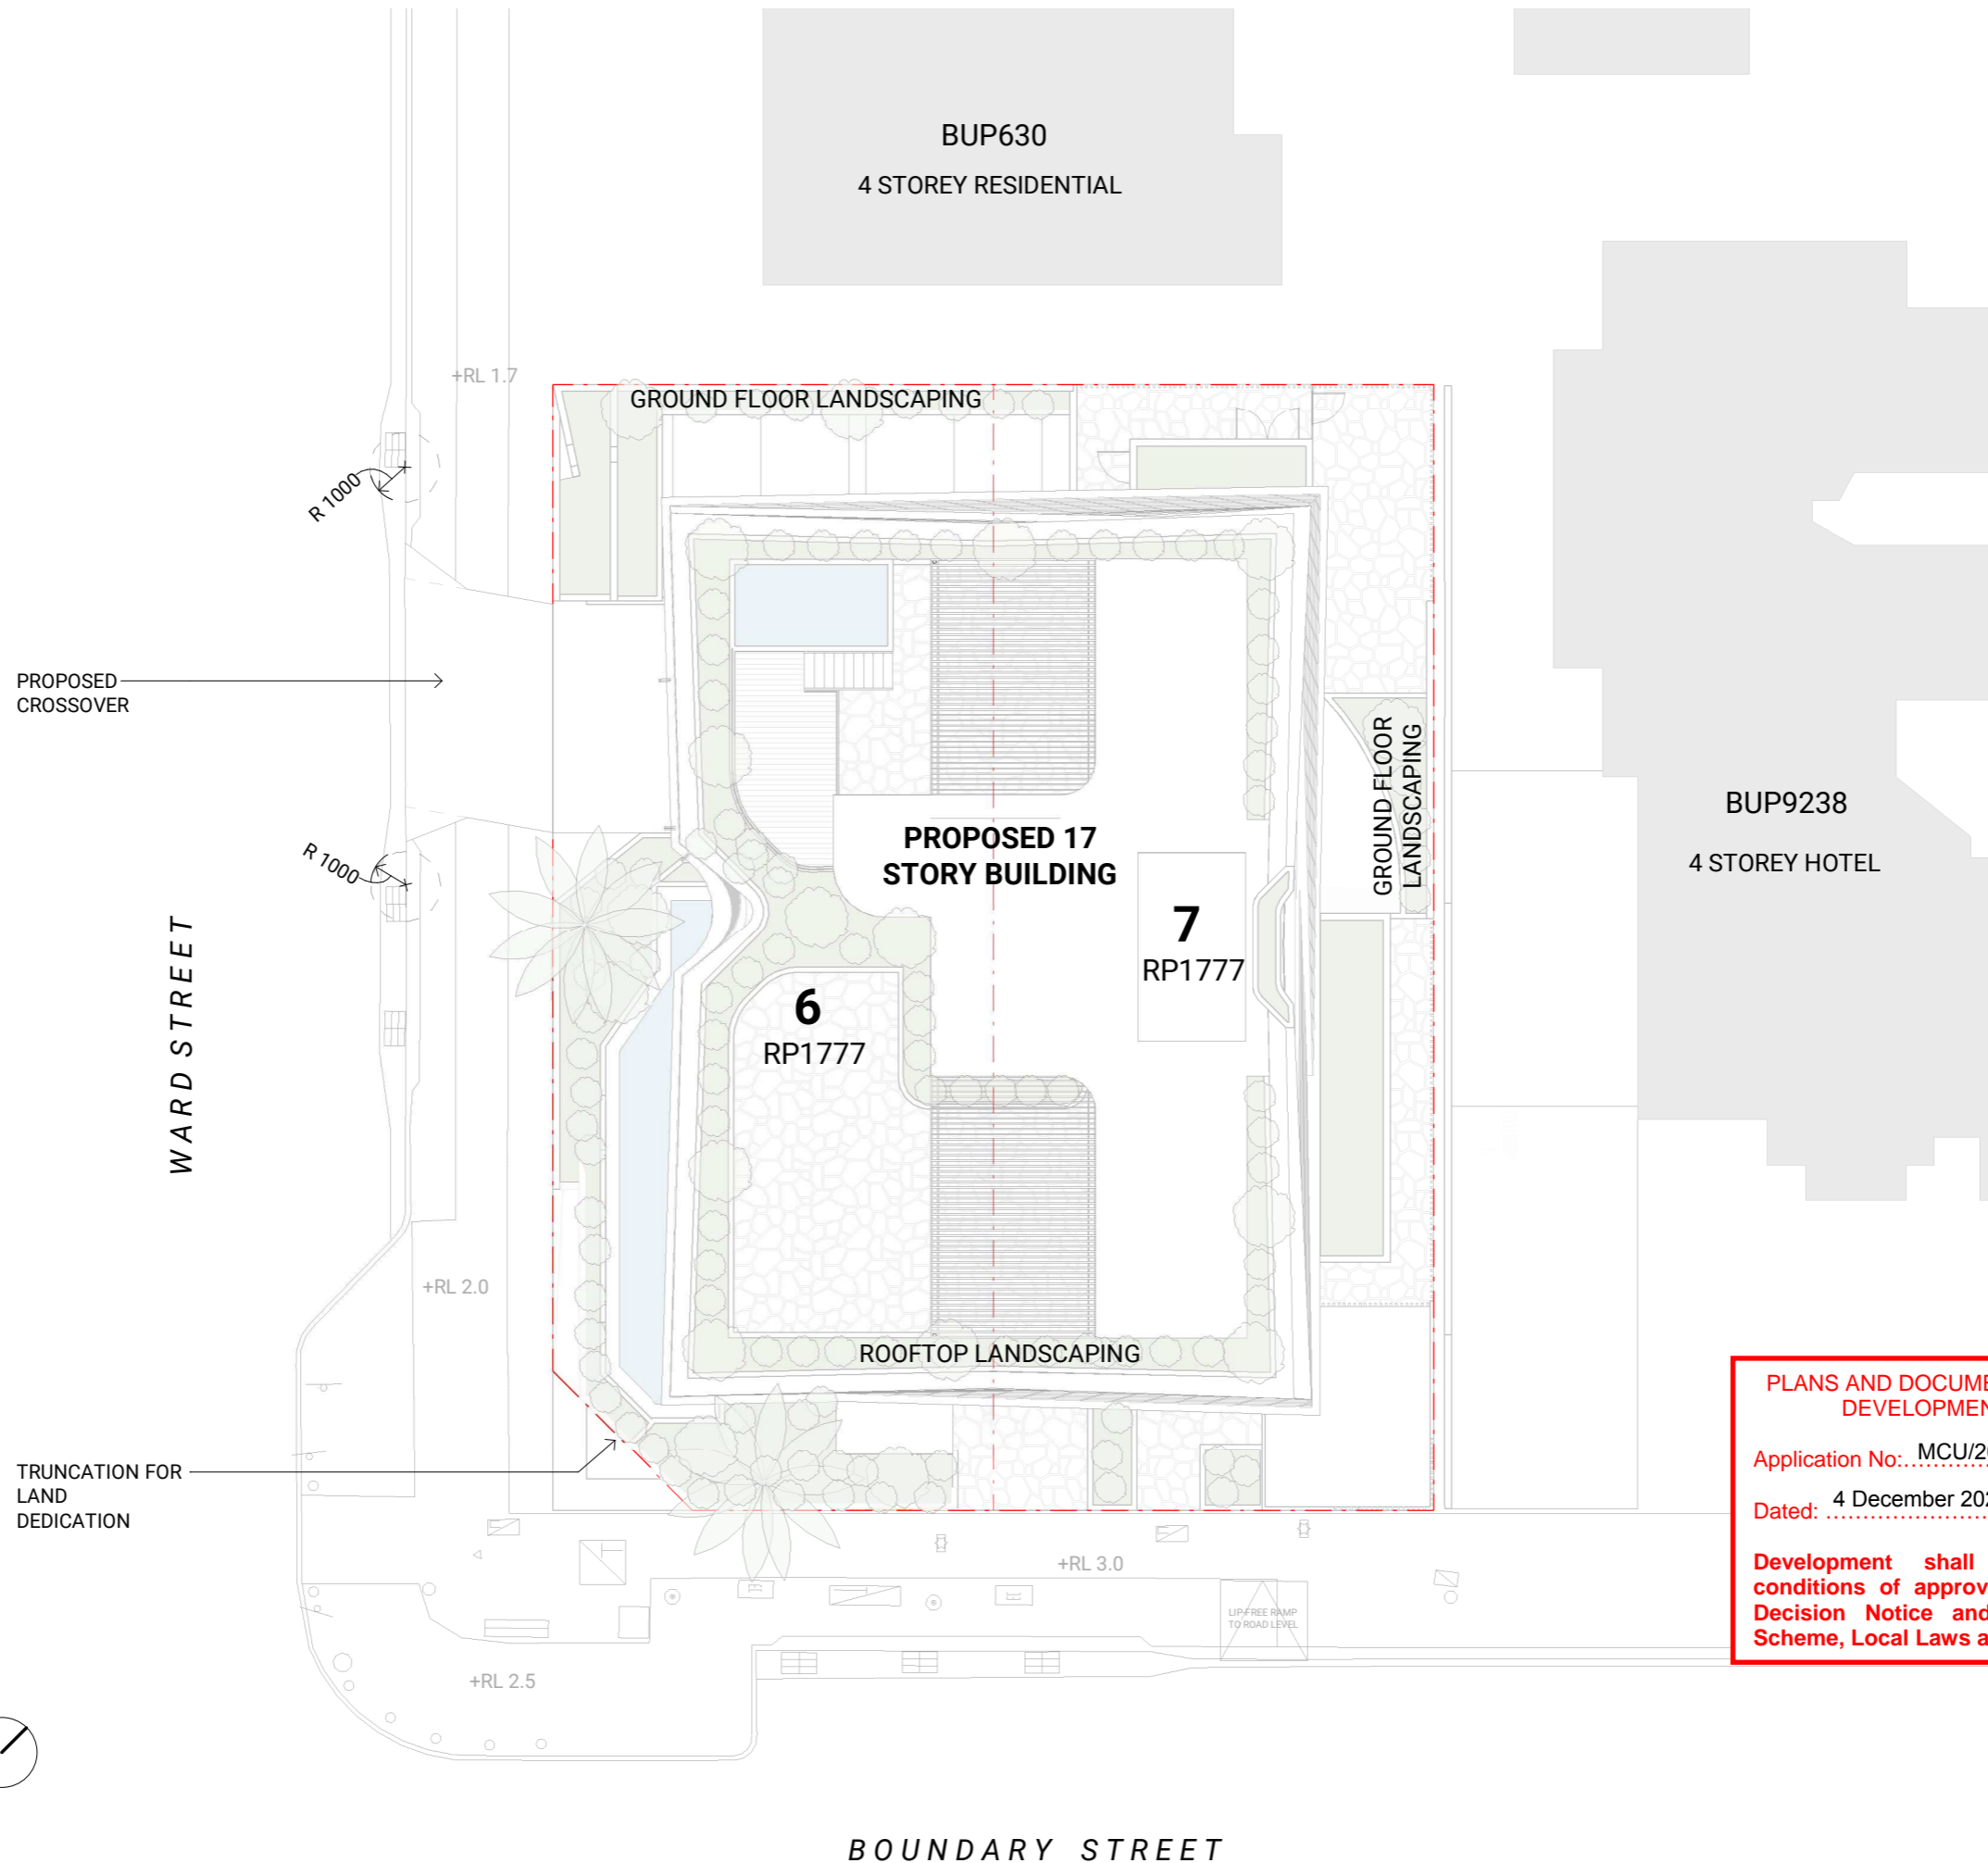 BUP630
4 STOREY RESIDENTIAL
+RL 1.7
GROUND FLOOR LANDSCAPING
R 1000
PROPOSED
CROSSOVER
GROUND FLOOR
LANDSCAPING
BUP9238
4 STOREY HOTEL
PROPOSED 17
STORY BUILDING
R 1000
7
RP1777
6
RP1777
WARD STREET
+RL 2.0
ROOFTOP LANDSCAPING
TRUNCATION FOR
LAND
DEDICATION
+RL 3.0
LIP-FREE RAMP
TO ROAD LEVEL
+RL 2.5
BOUNDARY STREET
PLANS AND DOCUME
DEVELOPMEN
Application No: MCU/2
Dated: 4 December 202
Development shall
conditions of approv
Decision Notice and
Scheme, Local Laws a